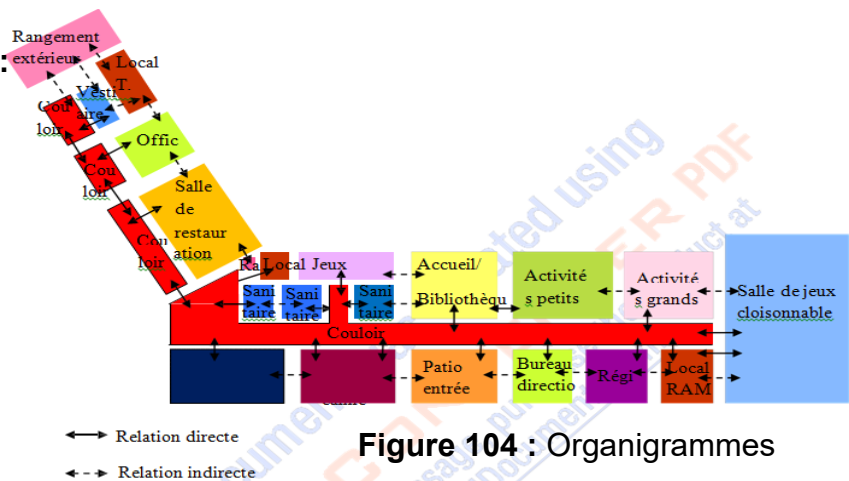 Rangement
extérieur
:
Local
T.
Vesti
aire
Cou
loir
Offic
Cou
loir
Salle
de
restaur
ation
Cou
loir
Ra
Local
Jeux
Accueil/
Bibliothèqu
Activité
s petits
Activité
s grands
Salle de jeux
cloisonnable
Sani
taire
Sani
taire
Sani
taire
Couloir
Patio
entrée
Bureau
directio
Régi
Local
RAM
Relation directe
Relation indirecte
Figure 104 : Organigrammes